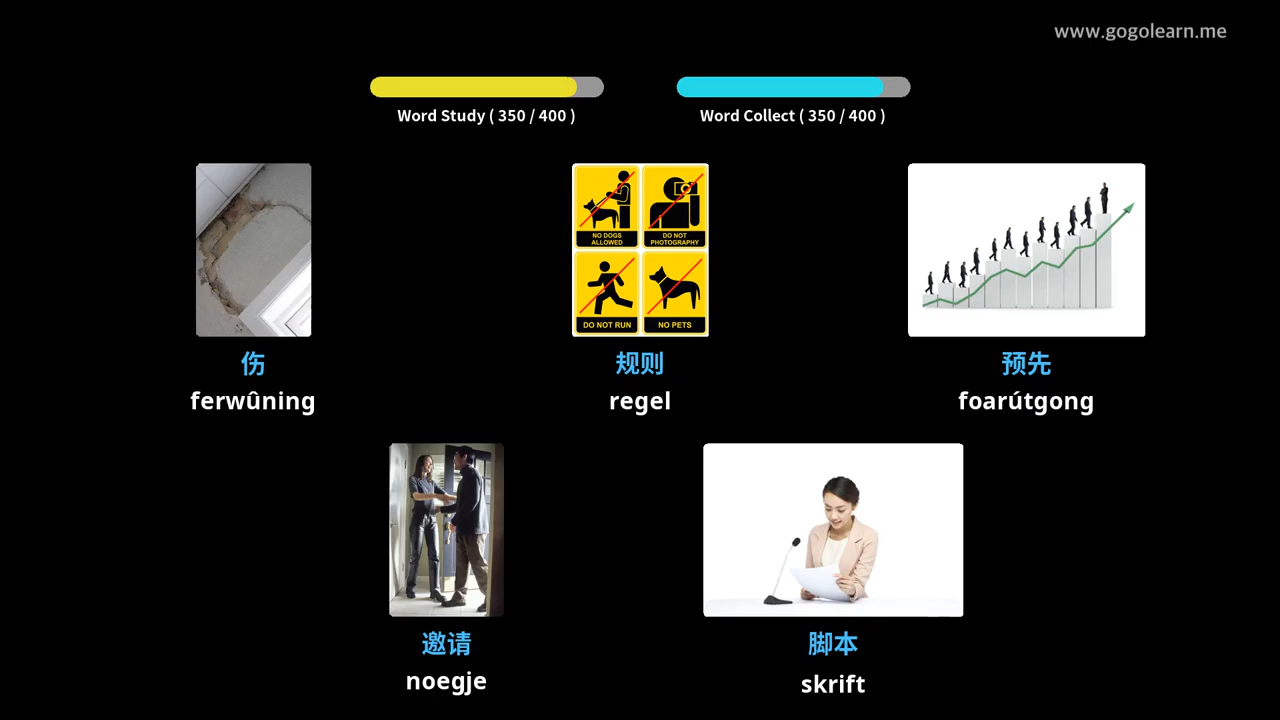 www.gogolearn.me
Word Study ( 350 / 400 )
Word Collect ( 350 / 400 )
NO DOGS
ALLOWED
DO NOT
PHOTOGRAPHY
DO NOT RUN
NO PETS
伤
ferwûning
规则
regel
预先
foarútgong
邀请
noegje
脚本
skrift